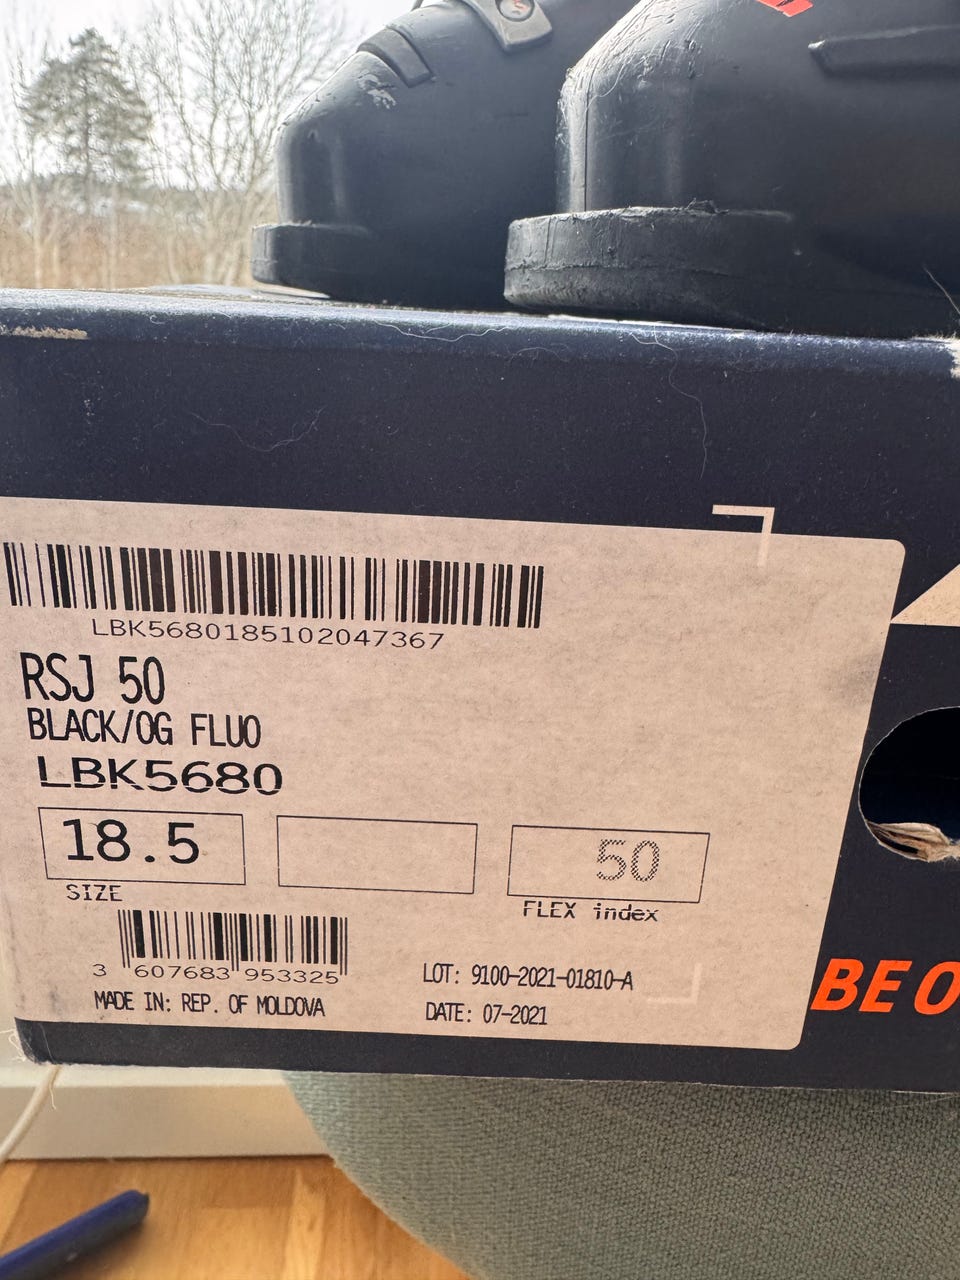 LBK5680185102047367
RSJ 50
BLACK/OG FLUO
LBK5680
18.5
50
SIZE
FLEX index
3 607683 953325
LOT: 9100-2021-01810-A
MADE IN: REP. OF MOLDOVA
DATE: 07-2021
BE O